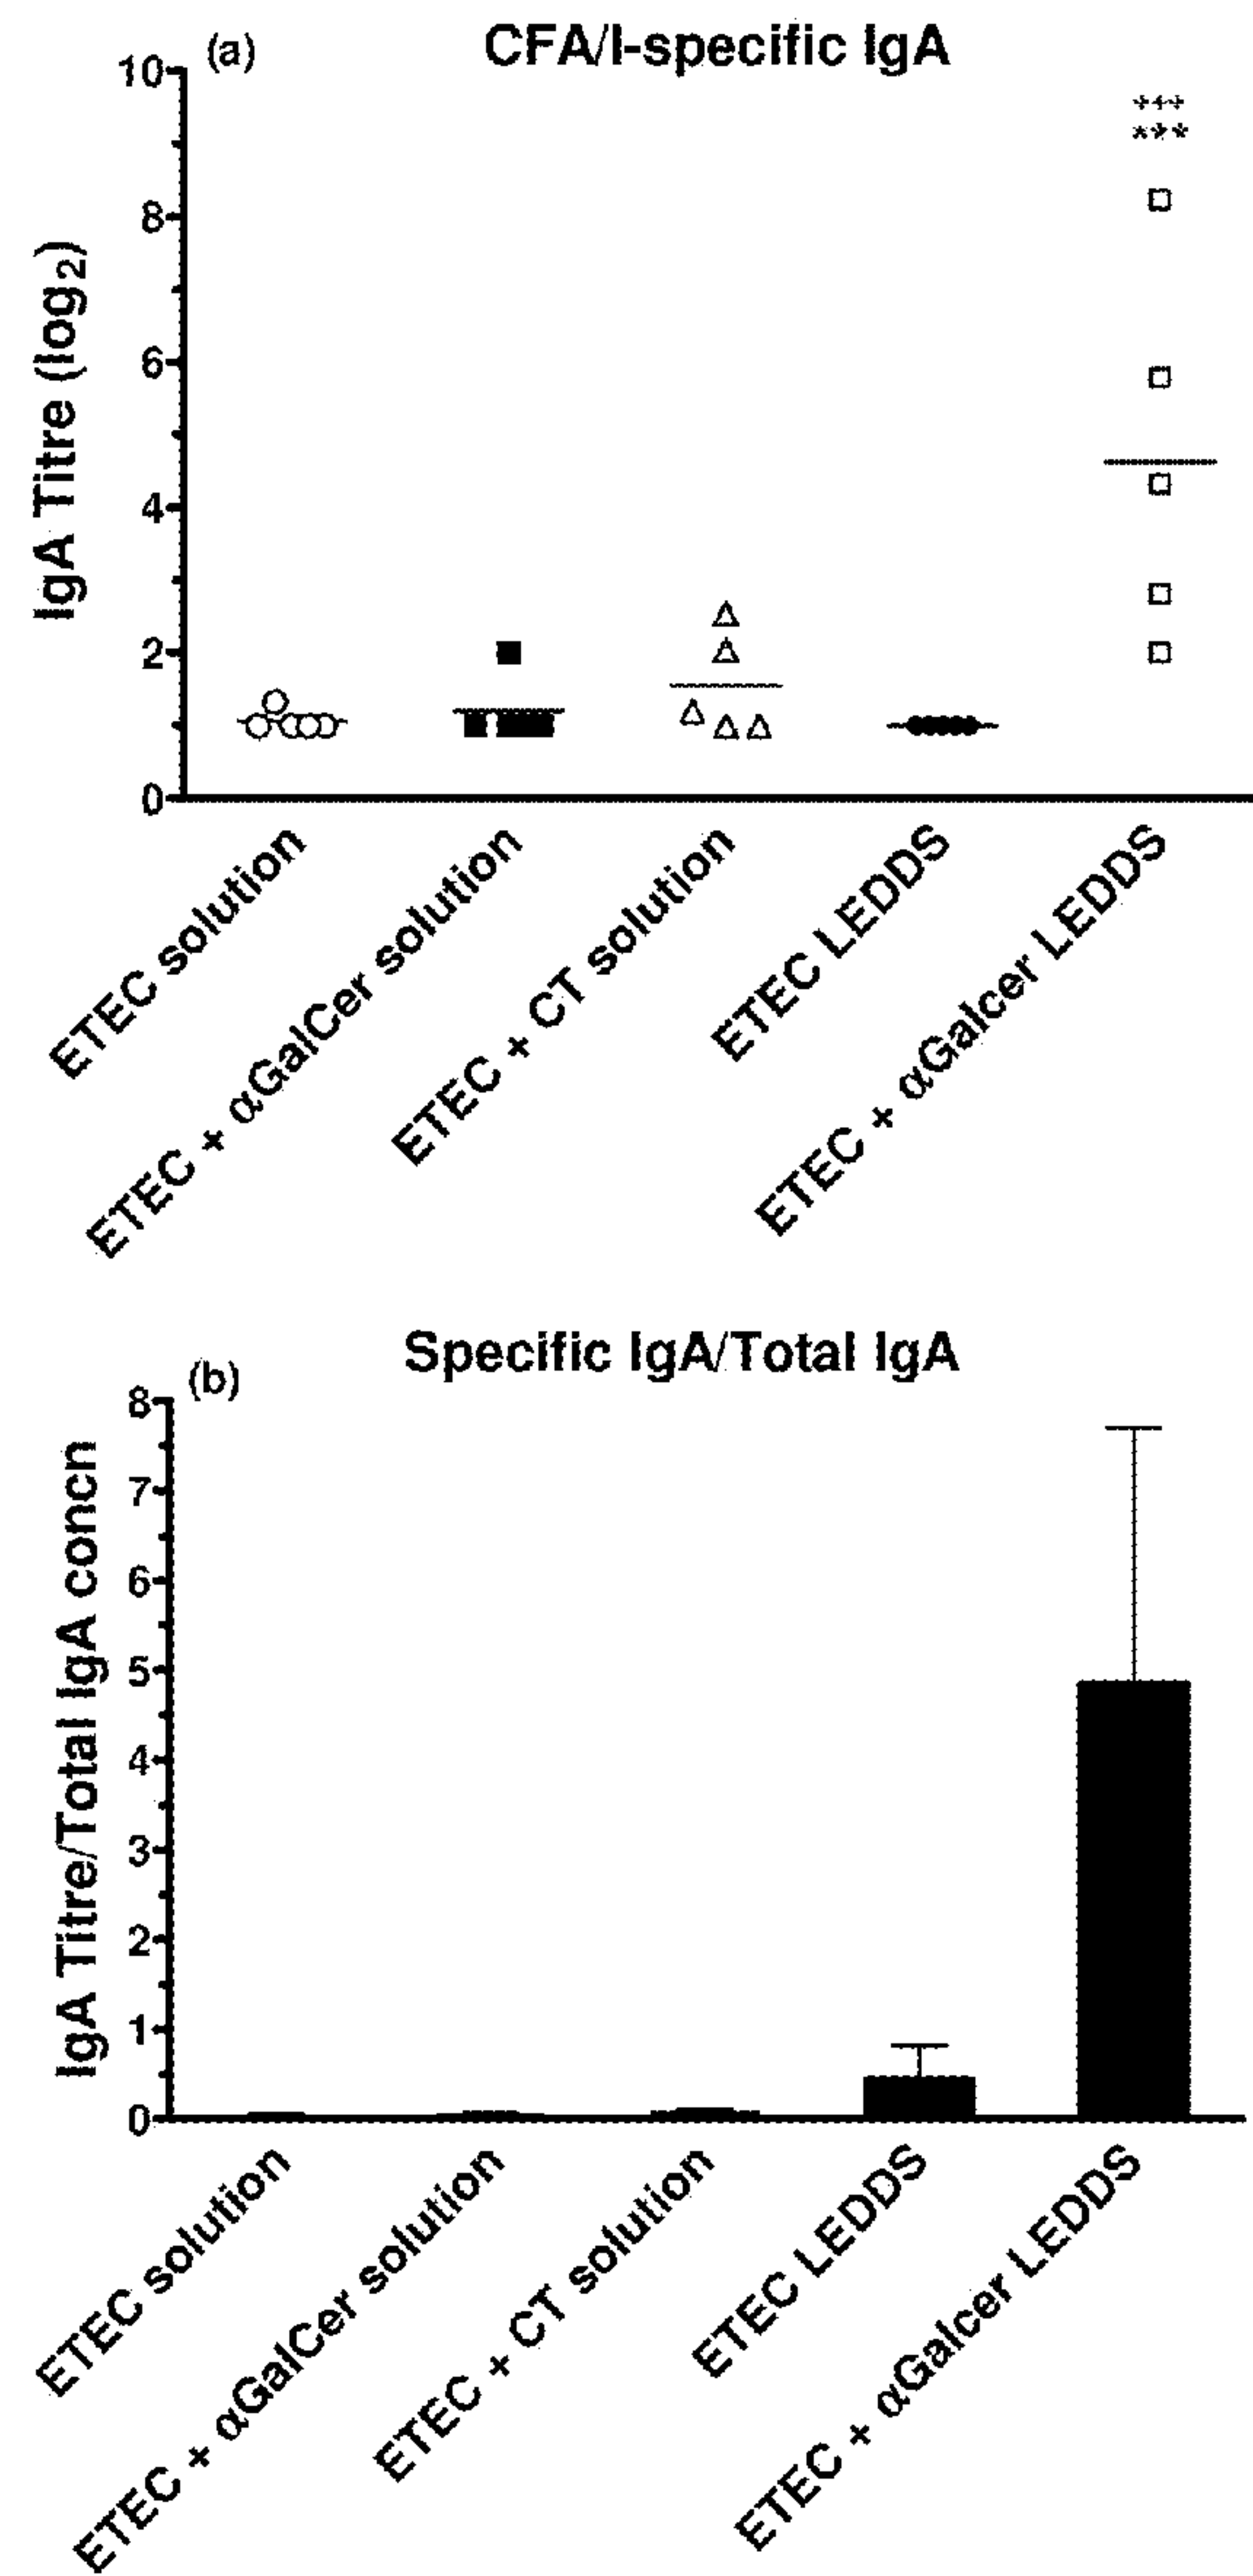 (a) CFA/I-specific IgA
IgA Titre (log2)
10
8
6
4
2
0
+++
***
ETEC solution
ETEC + αGalCer solution
ETEC + CT solution
ETEC LEDDS
ETEC + αGalcer LEDDS
(b) Specific IgA/Total IgA
IgA Titre/Total IgA concn
8
7
6
5
4
3
2
1
0
ETEC solution
ETEC + αGalCer solution
ETEC + CT solution
ETEC LEDDS
ETEC + αGalcer LEDDS